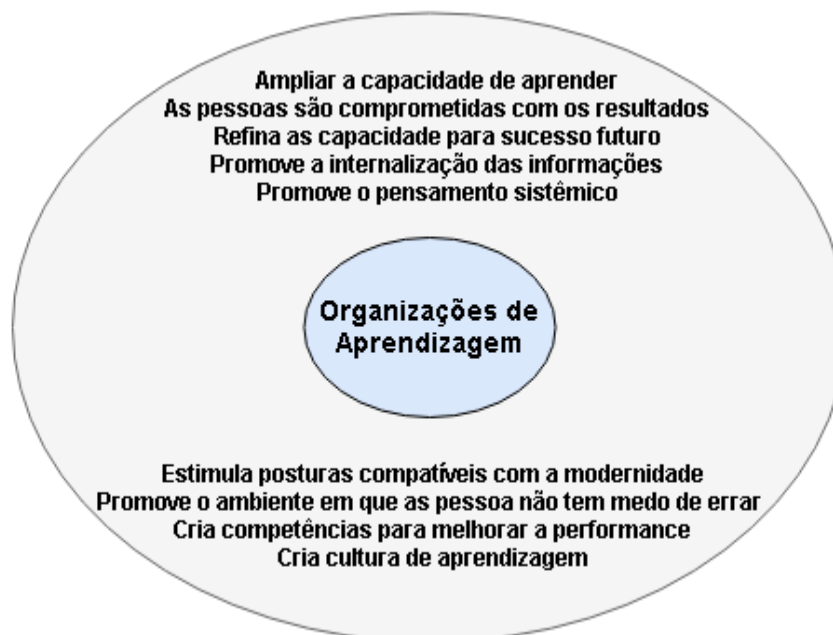 Ampliar a capacidade de aprender
As pessoas são comprometidas com os resultados
Refina as capacidade para sucesso futuro
Promove a internalização das informações
Promove o pensamento sistêmico
Organizações de
Aprendizagem
Estimula posturas compatíveis com a modernidade
Promove o ambiente em que as pessoa não tem medo de errar
Cria competências para melhorar a performance
Cria cultura de aprendizagem